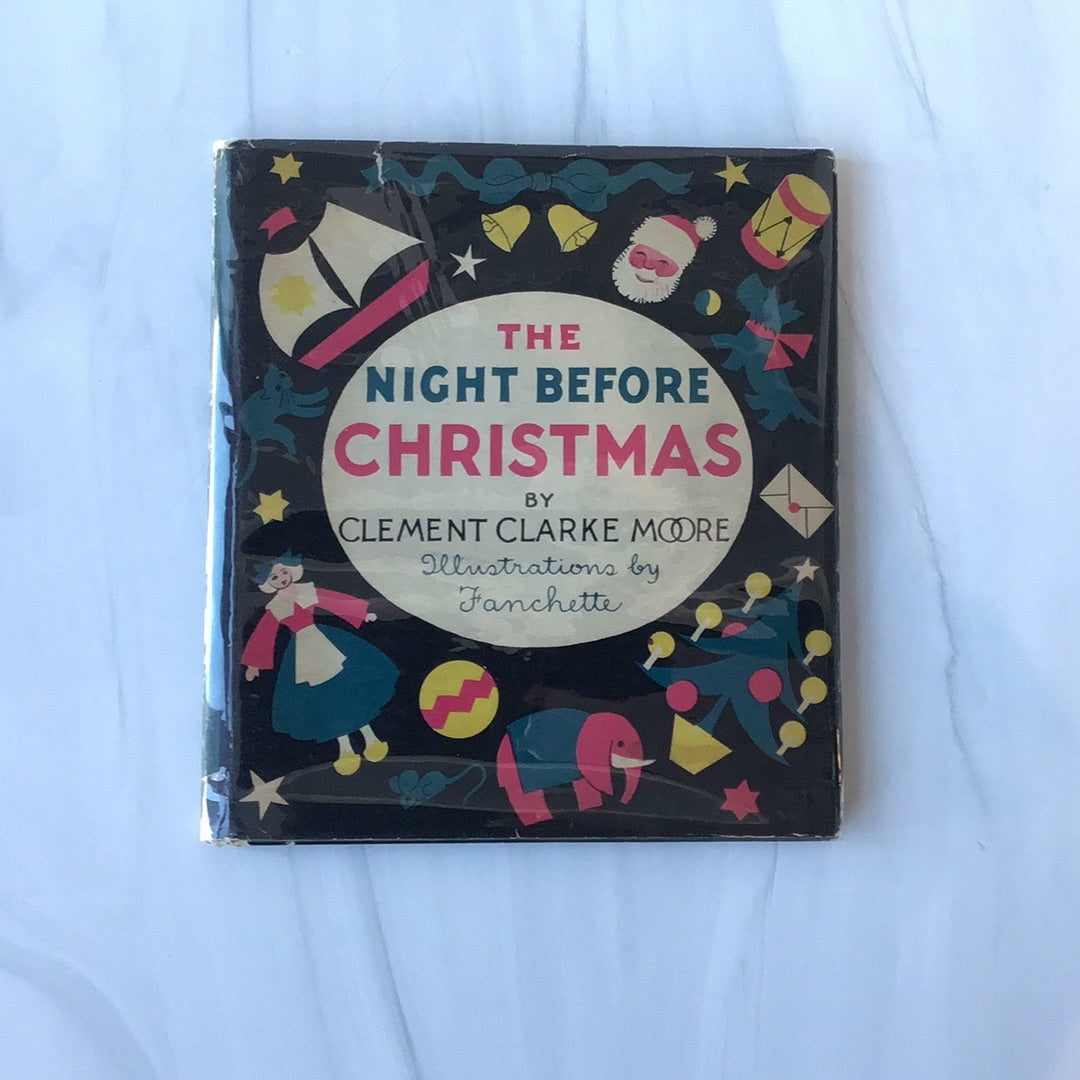 THE
NIGHT BEFORE
CHRISTMAS
BY
CLEMENT CLARKE MOORE
Illustrations by
Fanchette